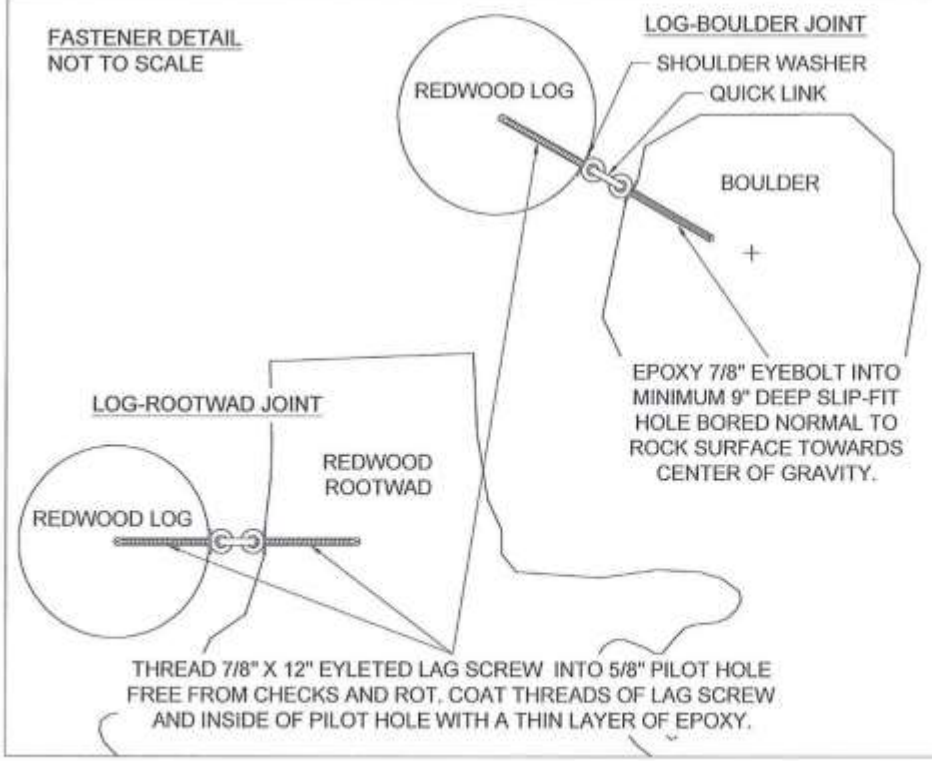 FASTENER DETAIL
NOT TO SCALE
LOG-BOULDER JOINT
SHOULDER WASHER
QUICK LINK
REDWOOD LOG
BOULDER
EPOXY 7/8" EYEBOLT INTO
MINIMUM 9" DEEP SLIP-FIT
HOLE BORED NORMAL TO
ROCK SURFACE TOWARDS
CENTER OF GRAVITY.
LOG-ROOTWAD JOINT
REDWOOD
ROOTWAD
REDWOOD LOG
THREAD 7/8" X 12" EYLETED LAG SCREW INTO 5/8" PILOT HOLE
FREE FROM CHECKS AND ROT. COAT THREADS OF LAG SCREW
AND INSIDE OF PILOT HOLE WITH A THIN LAYER OF EPOXY.